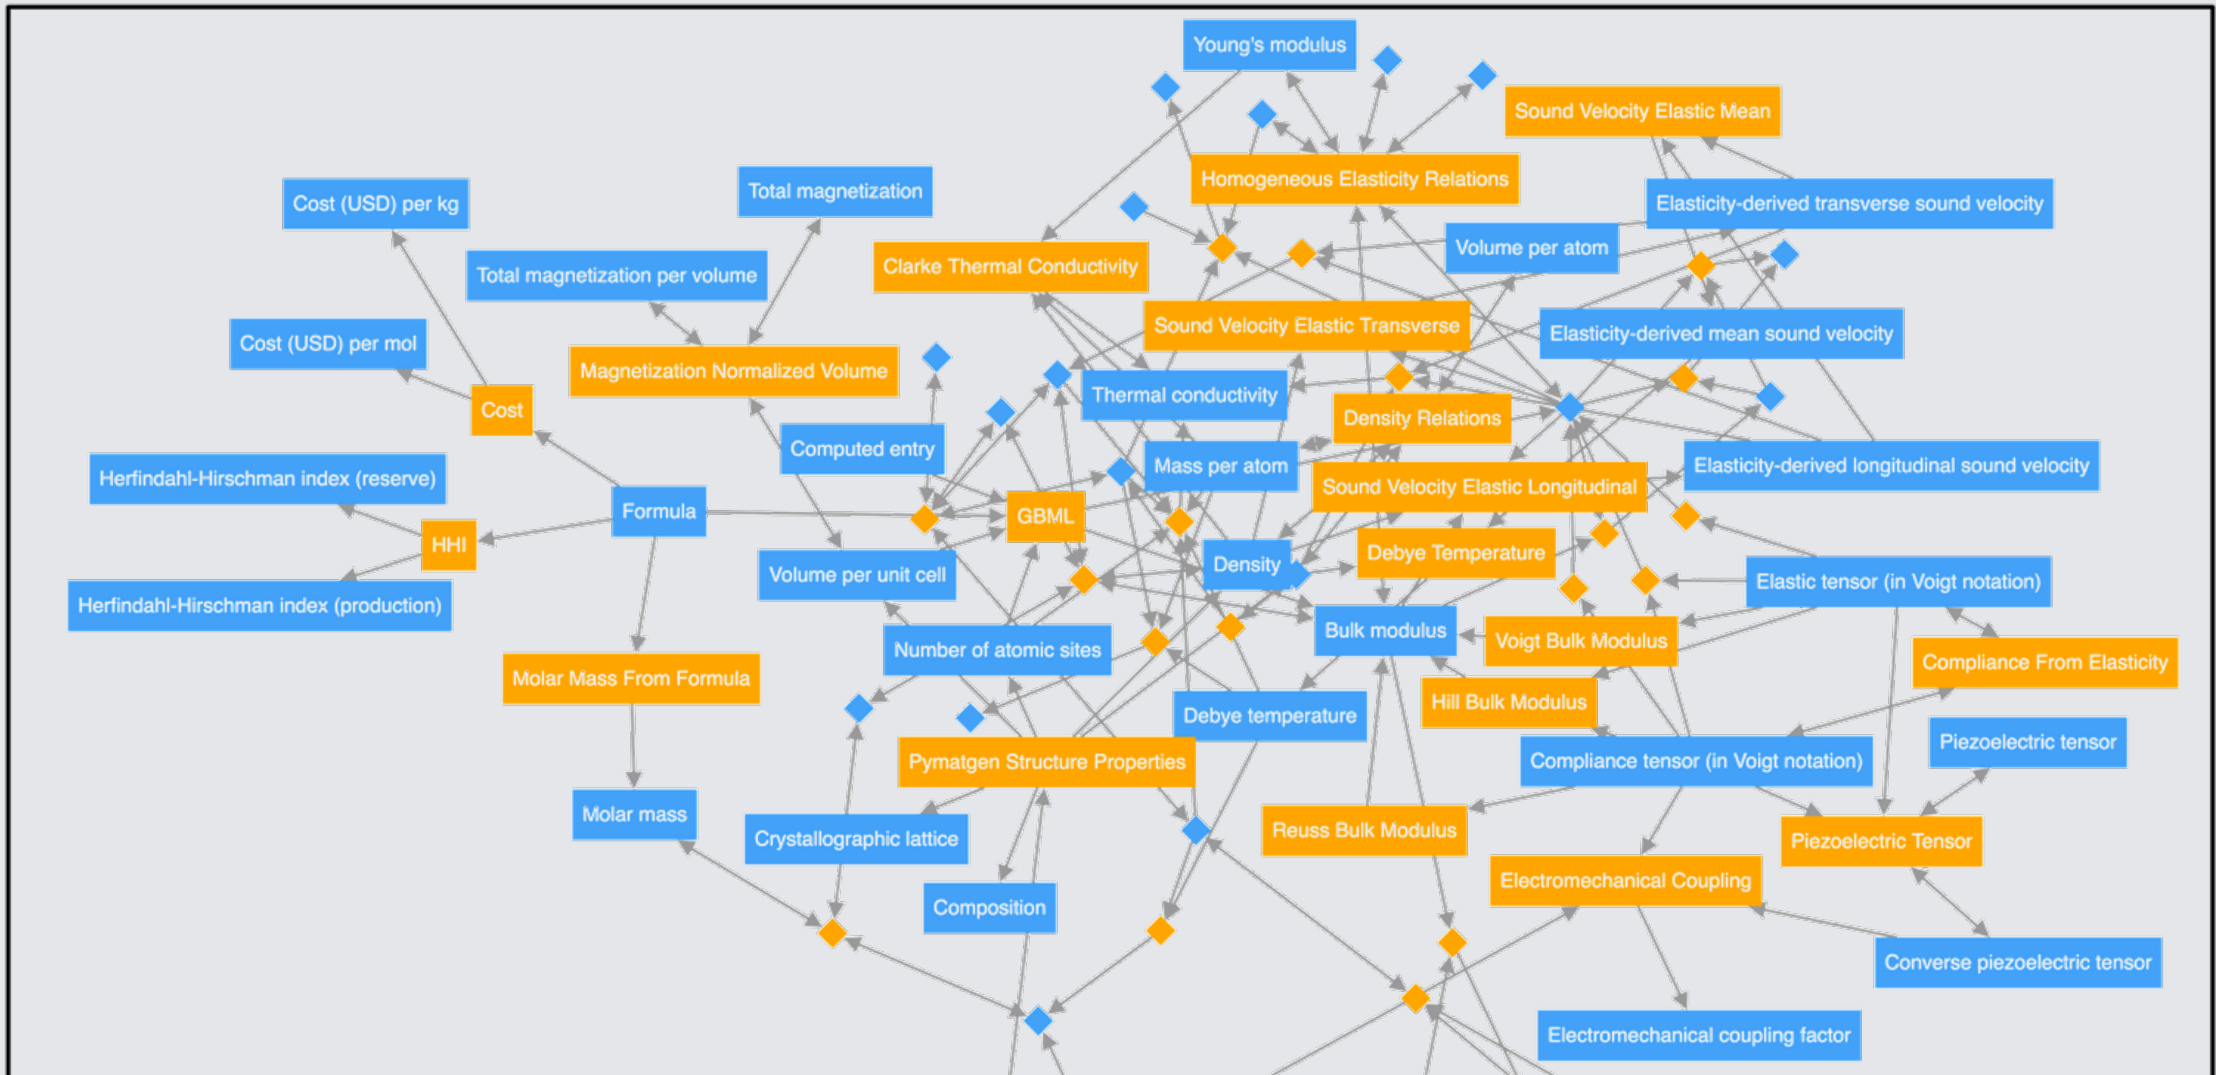 Young's modulus
Sound Velocity Elastic Mean
Homogeneous Elasticity Relations
Total magnetization
Cost (USD) per kg
Elasticity-derived transverse sound velocity
Volume per atom
Clarke Thermal Conductivity
Total magnetization per volume
Sound Velocity Elastic Transverse
Elasticity-derived mean sound velocity
Cost (USD) per mol
Magnetization Normalized Volume
Thermal conductivity
Cost
Density Relations
Computed entry
Mass per atom
Elasticity-derived longitudinal sound velocity
Herfindahl-Hirschman index (reserve)
Sound Velocity Elastic Longitudinal
Formula
GBML
HHI
Debye Temperature
Density
Volume per unit cell
Elastic tensor (in Voigt notation)
Herfindahl-Hirschman index (production)
Bulk modulus
Voigt Bulk Modulus
Number of atomic sites
Compliance From Elasticity
Molar Mass From Formula
Hill Bulk Modulus
Debye temperature
Piezoelectric tensor
Pymatgen Structure Properties
Compliance tensor (in Voigt notation)
Molar mass
Reuss Bulk Modulus
Crystallographic lattice
Piezoelectric Tensor
Electromechanical Coupling
Composition
Converse piezoelectric tensor
Electromechanical coupling factor